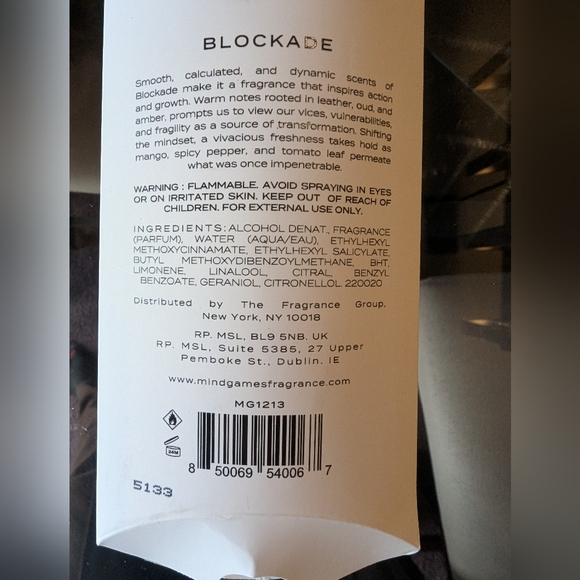 BLOCKADE
Smooth, calculated, and dynamic scents of
Blockade make it a fragrance that inspires action
and growth. Warm notes rooted in leather, oud, and
amber, prompts us to view our vices, vulnerabilities,
and fragility as a source of transformation. Shifting
the mindset, a vivacious freshness takes hold as
mango, spicy pepper, and tomato leaf permeate
what was once impenetrable.
WARNING : FLAMMABLE. AVOID SPRAYING IN EYES
OR ON IRRITATED SKIN. KEEP OUT OF REACH OF
CHILDREN. FOR EXTERNAL USE ONLY.
INGREDIENTS: ALCOHOL DENAT., FRAGRANCE
(PARFUM), WATER (AQUA/EAU), ETHYLHEXYL
METHOXYCINNAMATE, ETHYLHEXYL SALICYLATE,
BUTYL METHOXYDIBENZOYLMETHANE, BHT,
LIMONENE, LINALOOL, CITRAL, BENZYL
BENZOATE, GERANIOL, CITRONELLOL. 220020
Distributed by The Fragrance Group,
New York, NY 10018
RP. MSL, BL9 5NB. UK
RP. MSL, Suite 5385, 27 Upper
Pemboke St., Dublin. IE
www.mindgamesfragrance.com
MG1213
24M
8 50069 54006 7
5133